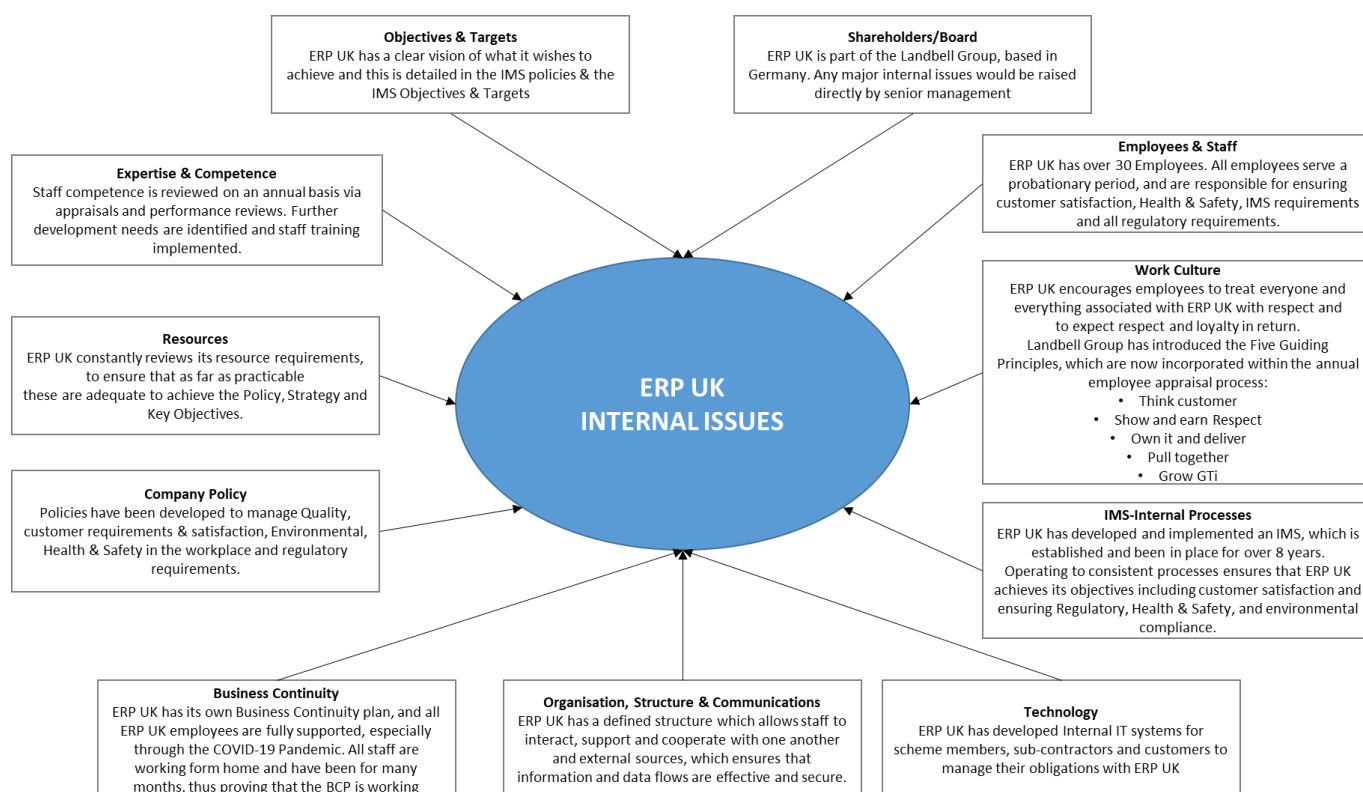 Objectives & Targets
ERP UK has a clear vision of what it wishes to
achieve and this is detailed in the IMS policies & the
IMS Objectives & Targets
Shareholders/Board
ERP UK is part of the Landbell Group, based in
Germany. Any major internal issues would be raised
directly by senior management
Expertise & Competence
Staff competence is reviewed on an annual basis via
appraisals and performance reviews. Further
development needs are identified and staff training
implemented.
Employees & Staff
ERP UK has over 30 Employees. All employees serve a
probationary period, and are responsible for ensuring
customer satisfaction, Health & Safety, IMS requirements
and all regulatory requirements.
Resources
ERP UK constantly reviews its resource requirements,
to ensure that as far as practicable
these are adequate to achieve the Policy, Strategy and
Key Objectives.
ERP UK
INTERNAL ISSUES
Work Culture
ERP UK encourages employees to treat everyone and
everything associated with ERP UK with respect and
to expect respect and loyalty in return.
Landbell Group has introduced the Five Guiding
Principles, which are now incorporated within the annual
employee appraisal process:
• Think customer
• Show and earn Respect
• Own it and deliver
• Pull together
• Grow GTi
Company Policy
Policies have been developed to manage Quality,
customer requirements & satisfaction, Environmental,
Health & Safety in the workplace and regulatory
requirements.
IMS-Internal Processes
ERP UK has developed and implemented an IMS, which is
established and been in place for over 8 years.
Operating to consistent processes ensures that ERP UK
achieves its objectives including customer satisfaction and
ensuring Regulatory, Health & Safety, and environmental
compliance.
Business Continuity
ERP UK has its own Business Continuity plan, and all
ERP UK employees are fully supported, especially
through the COVID-19 Pandemic. All staff are
working form home and have been for many
months, thus proving that the BCP is working
Organisation, Structure & Communications
ERP UK has a defined structure which allows staff to
interact, support and cooperate with one another
and external sources, which ensures that
information and data flows are effective and secure.
Technology
ERP UK has developed Internal IT systems for
scheme members, sub-contractors and customers to
manage their obligations with ERP UK